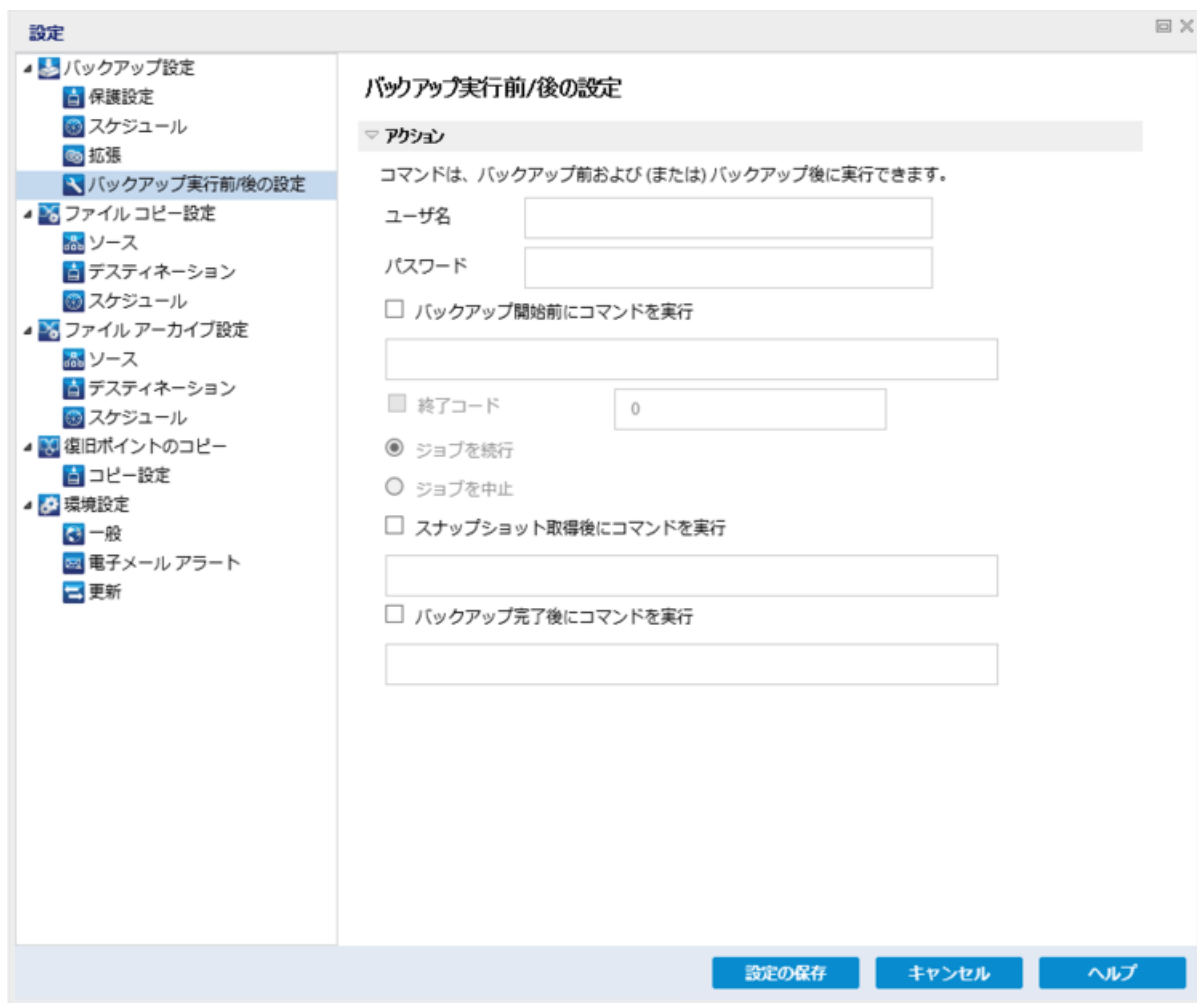 設定
バックアップ設定
保護設定
スケジュール
拡張
バックアップ実行前/後の設定
ファイル コピー設定
ソース
デスティネーション
スケジュール
ファイル アーカイブ設定
ソース
デスティネーション
スケジュール
復旧ポイントのコピー
コピー設定
環境設定
一般
電子メール アラート
更新
バックアップ実行前/後の設定
アクション
コマンドは、バックアップ前および (または) バックアップ後に実行できます。
ユーザ名
パスワード
バックアップ開始前にコマンドを実行
終了コード 0
ジョブを続行
ジョブを中止
スナップショット取得後にコマンドを実行
バックアップ完了後にコマンドを実行
設定の保存 キャンセル ヘルプ